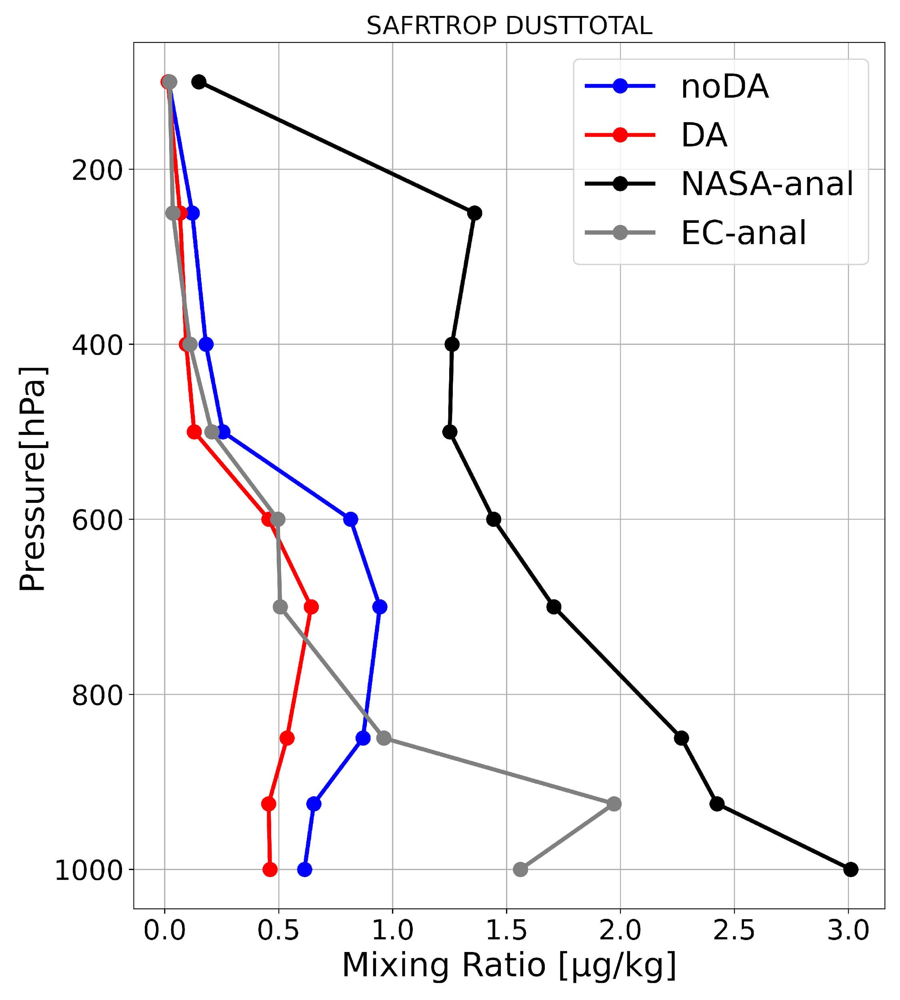 SAFRTROP DUSTTOTAL
noDA
DA
NASA-anal
EC-anal
Pressure[hPa]
200
400
600
800
1000
0.0 0.5 1.0 1.5 2.0 2.5 3.0
Mixing Ratio [µg/kg]